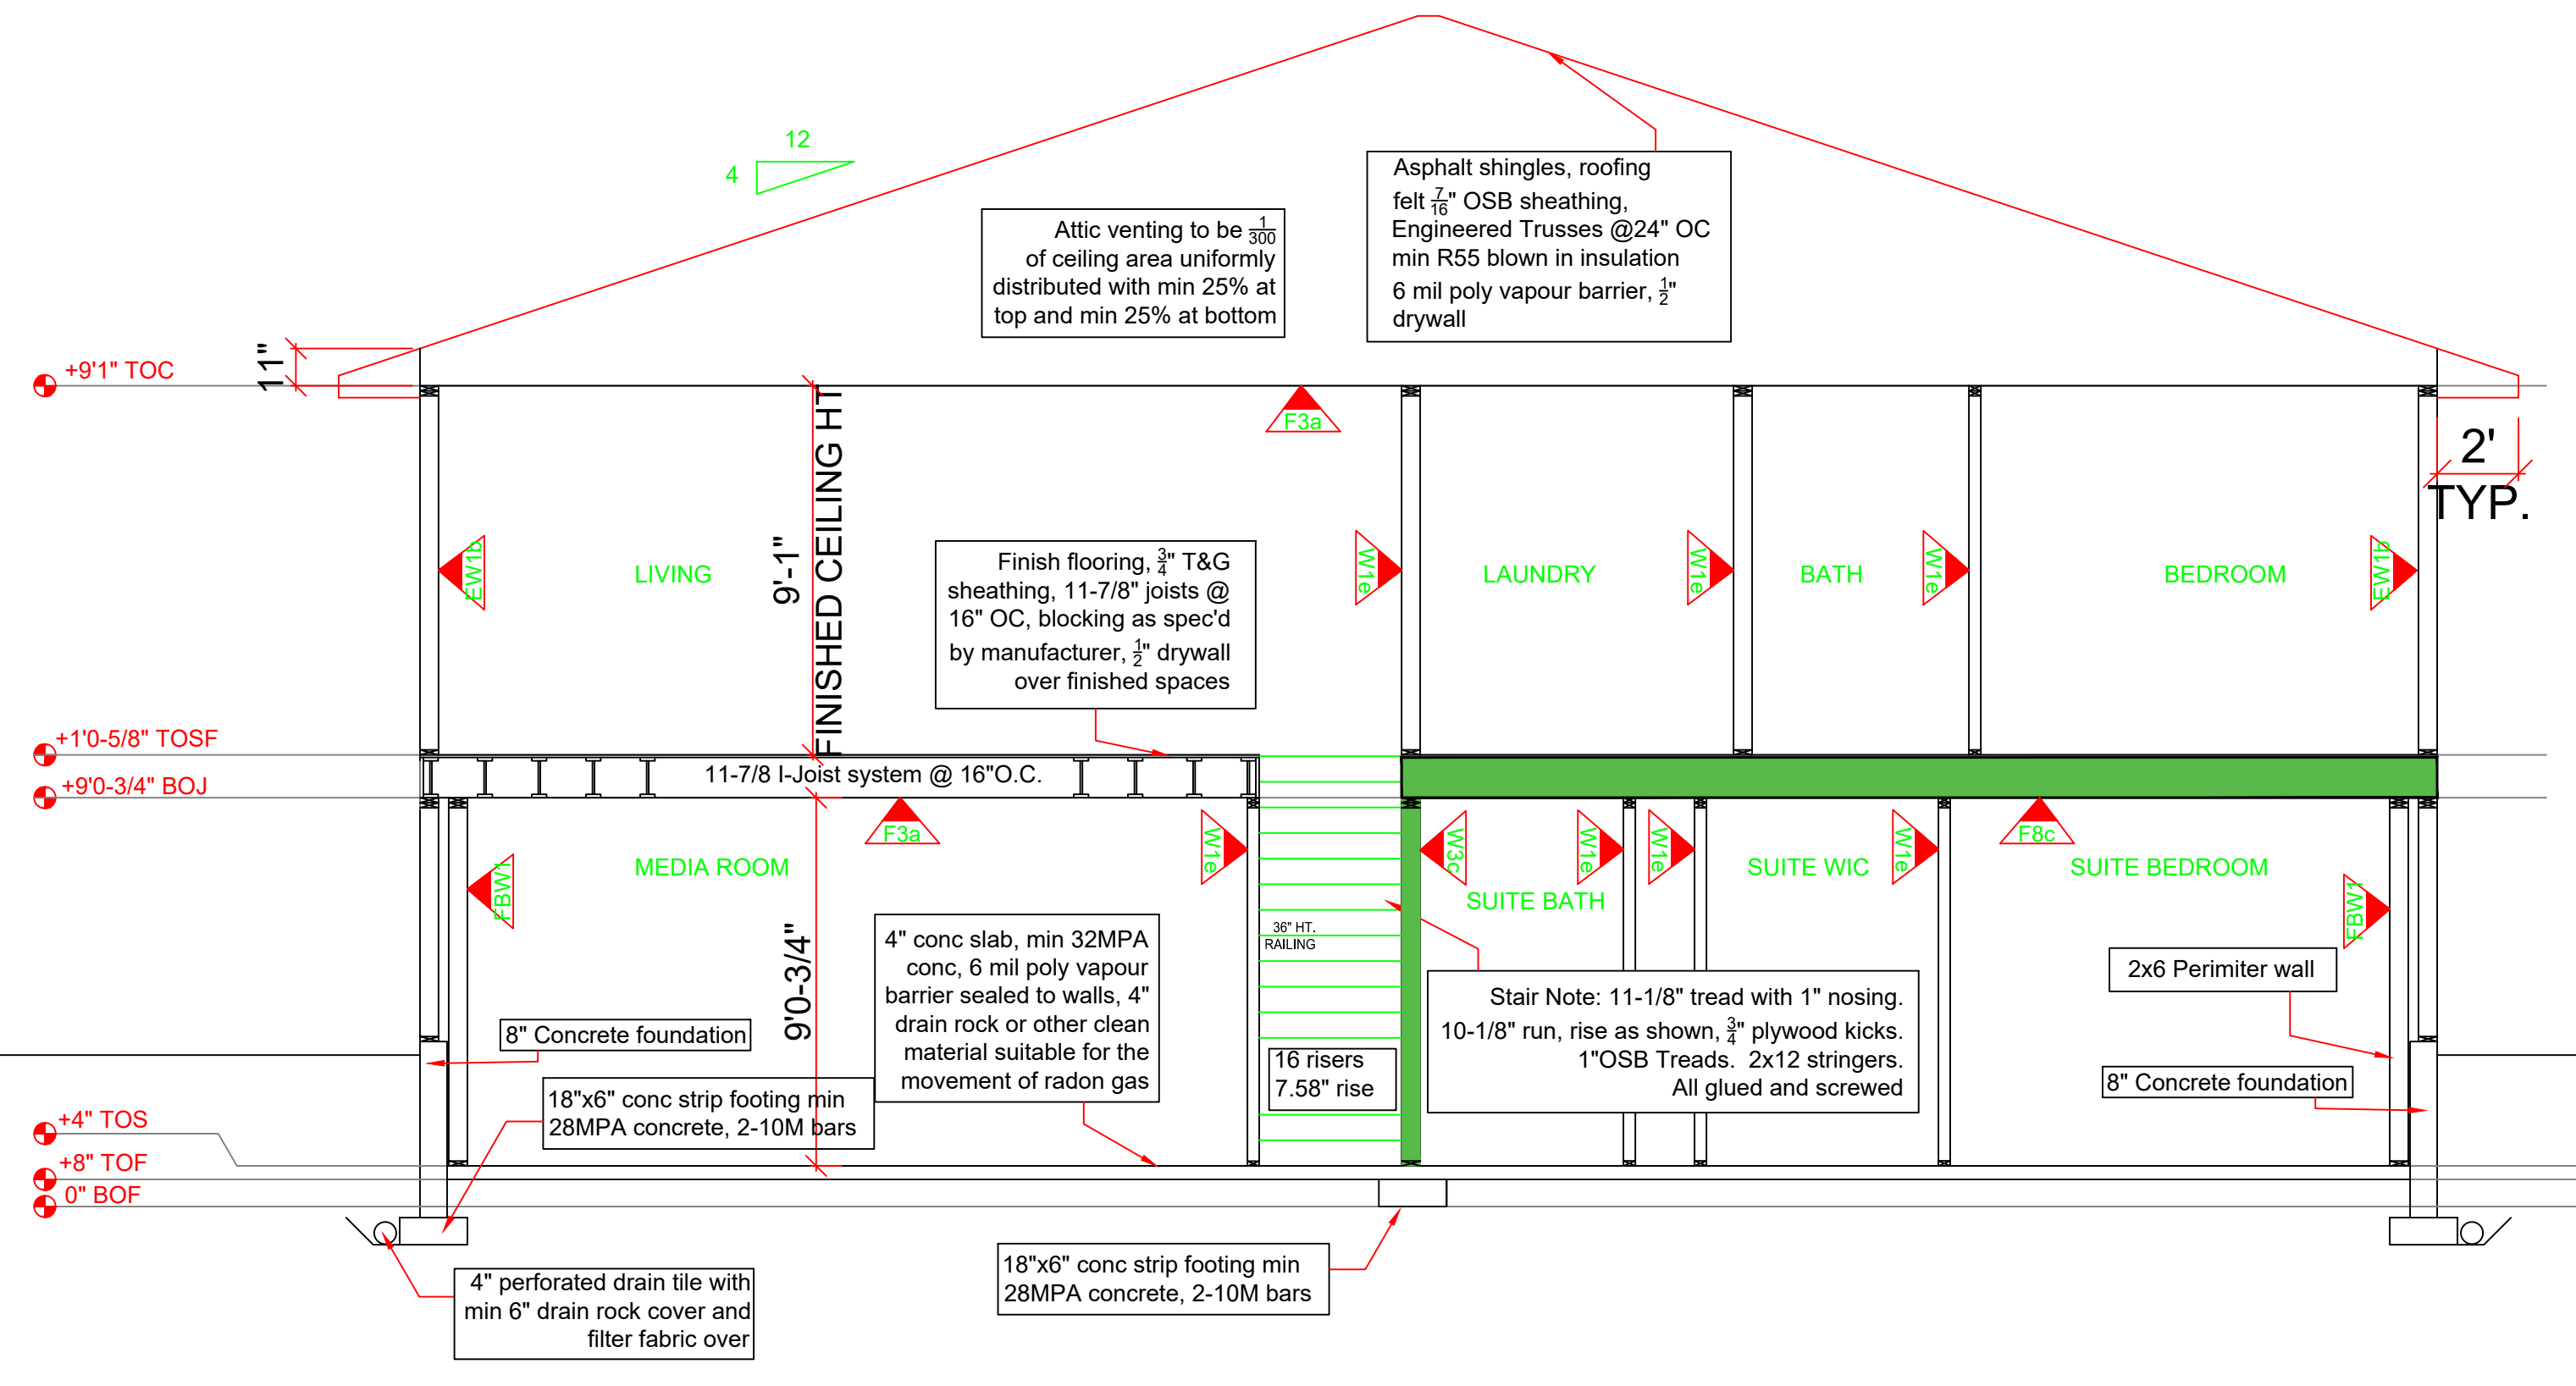 12
4
Asphalt shingles, roofing
felt 7/16" OSB sheathing,
Engineered Trusses @24" OC
min R55 blown in insulation
6 mil poly vapour barrier, 1/2"
drywall
Attic venting to be 1/300
of ceiling area uniformly
distributed with min 25% at
top and min 25% at bottom
11"
+9'1" TOC
F3a
2'
TYP.
9'-1"
FINISHED CEILING HT
EW1b
LIVING
W1e
LAUNDRY
W1e
BATH
W1e
BEDROOM
EW1b
Finish flooring, 3/4" T&G
sheathing, 11-7/8" joists @
16" OC, blocking as spec'd
by manufacturer, 1/2" drywall
over finished spaces
+1'0-5/8" TOSF
11-7/8 I-Joist system @ 16"O.C.
+9'0-3/4" BOJ
F3a
W1e
W3c
W1e
W1e
W1e
F8c
MEDIA ROOM
FBW1
SUITE BATH
SUITE WIC
SUITE BEDROOM
FBW1
36" HT.
RAILING
9'0-3/4"
4" conc slab, min 32MPA
conc, 6 mil poly vapour
barrier sealed to walls, 4"
drain rock or other clean
material suitable for the
movement of radon gas
2x6 Perimiter wall
Stair Note: 11-1/8" tread with 1" nosing.
10-1/8" run, rise as shown, 3/4" plywood kicks.
1"OSB Treads. 2x12 stringers.
All glued and screwed
8" Concrete foundation
16 risers
7.58" rise
8" Concrete foundation
18"x6" conc strip footing min
28MPA concrete, 2-10M bars
+4" TOS
+8" TOF
0" BOF
18"x6" conc strip footing min
28MPA concrete, 2-10M bars
4" perforated drain tile with
min 6" drain rock cover and
filter fabric over